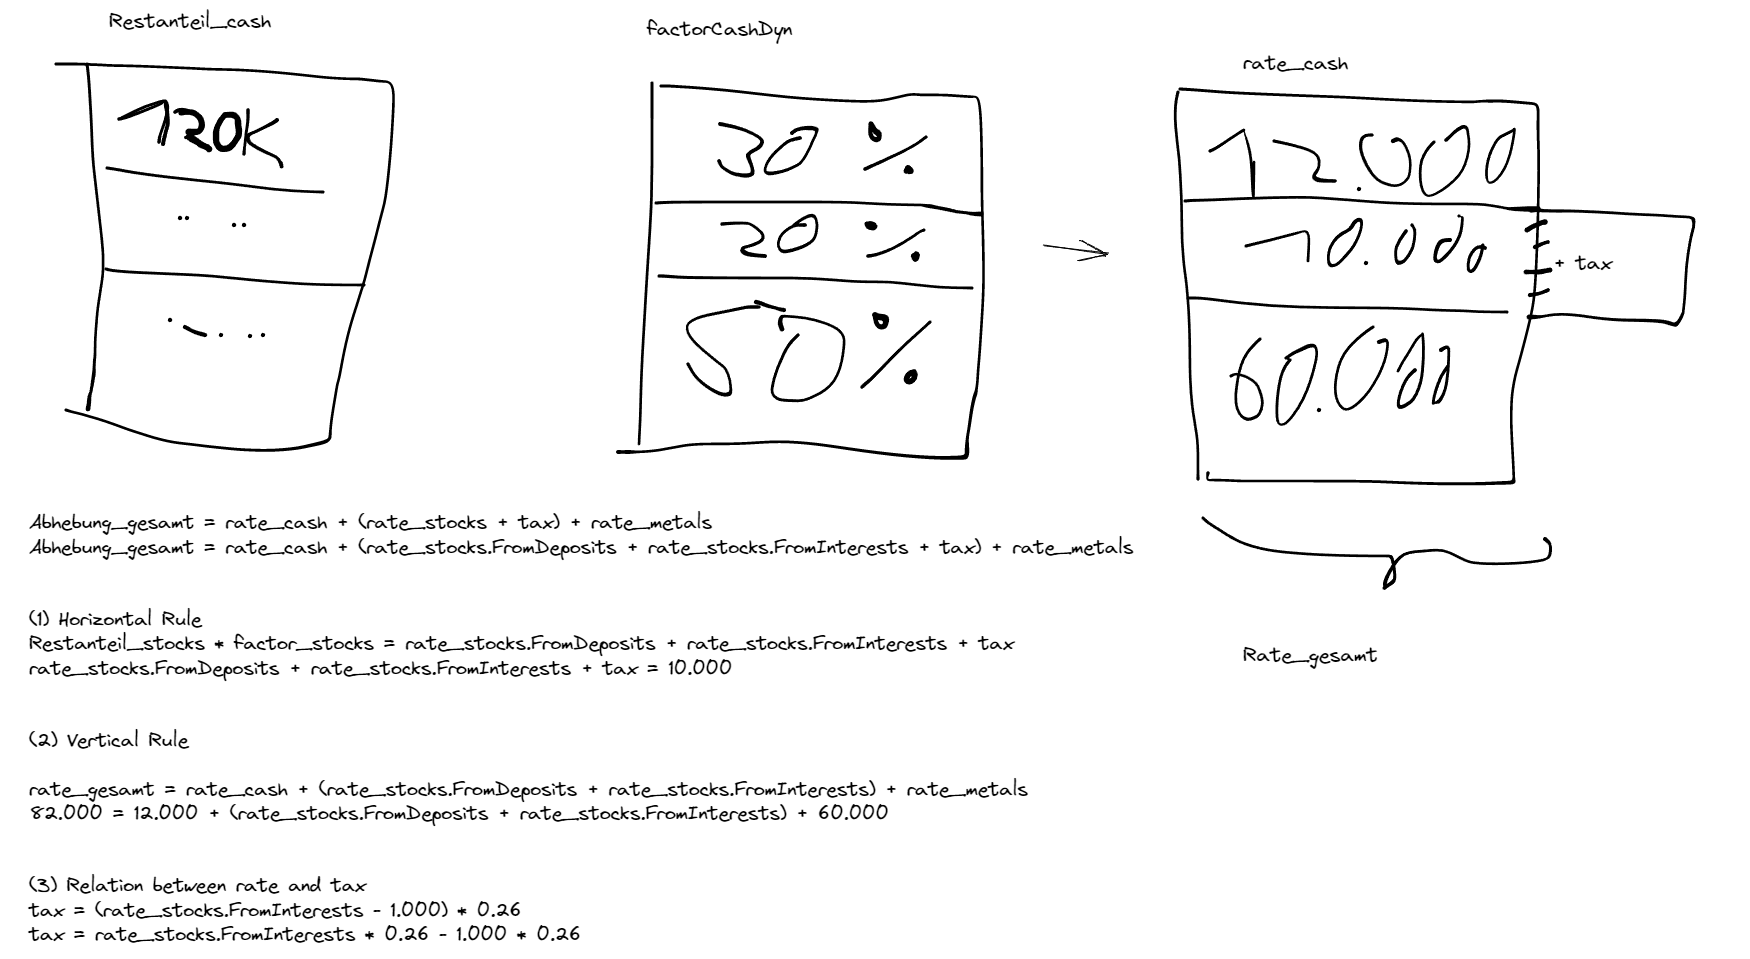 Restanteil_cash
factorCashDyn
rate_cash
120K
30 %
20 %
50%
12.000
10.000
+ tax
60.000
Abhebung_gesamt = rate_cash + (rate_stocks + tax) + rate_metals
Abhebung_gesamt = rate_cash + (rate_stocks.FromDeposits + rate_stocks.FromInterests + tax) + rate_metals
(1) Horizontal Rule
Restanteil_stocks * factor_stocks = rate_stocks.FromDeposits + rate_stocks.FromInterests + tax
rate_stocks.FromDeposits + rate_stocks.FromInterests + tax = 10.000
Rate_gesamt
(2) Vertical Rule
rate_gesamt = rate_cash + (rate_stocks.FromDeposits + rate_stocks.FromInterests) + rate_metals
82.000 = 12.000 + (rate_stocks.FromDeposits + rate_stocks.FromInterests) + 60.000
(3) Relation between rate and tax
tax = (rate_stocks.FromInterests - 1.000) * 0.26
tax = rate_stocks.FromInterests * 0.26 - 1.000 * 0.26